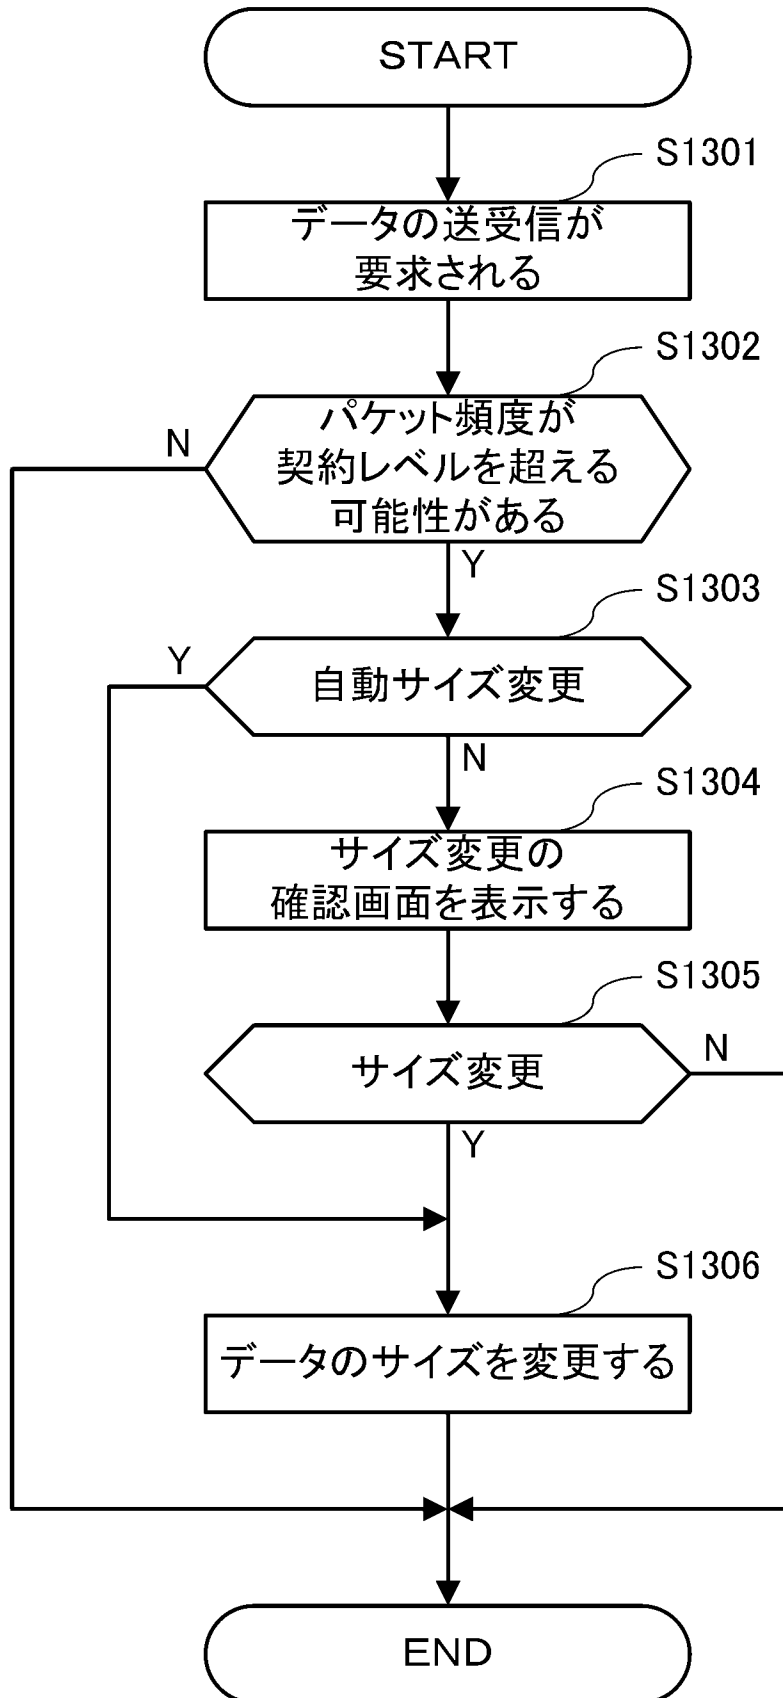 START
S1301
データの送受信が
要求される
S1302
パケット頻度が
契約レベルを超える
可能性がある
N
Y
S1303
自動サイズ変更
Y
N
S1304
サイズ変更の
確認画面を表示する
S1305
サイズ変更
N
Y
S1306
データのサイズを変更する
END